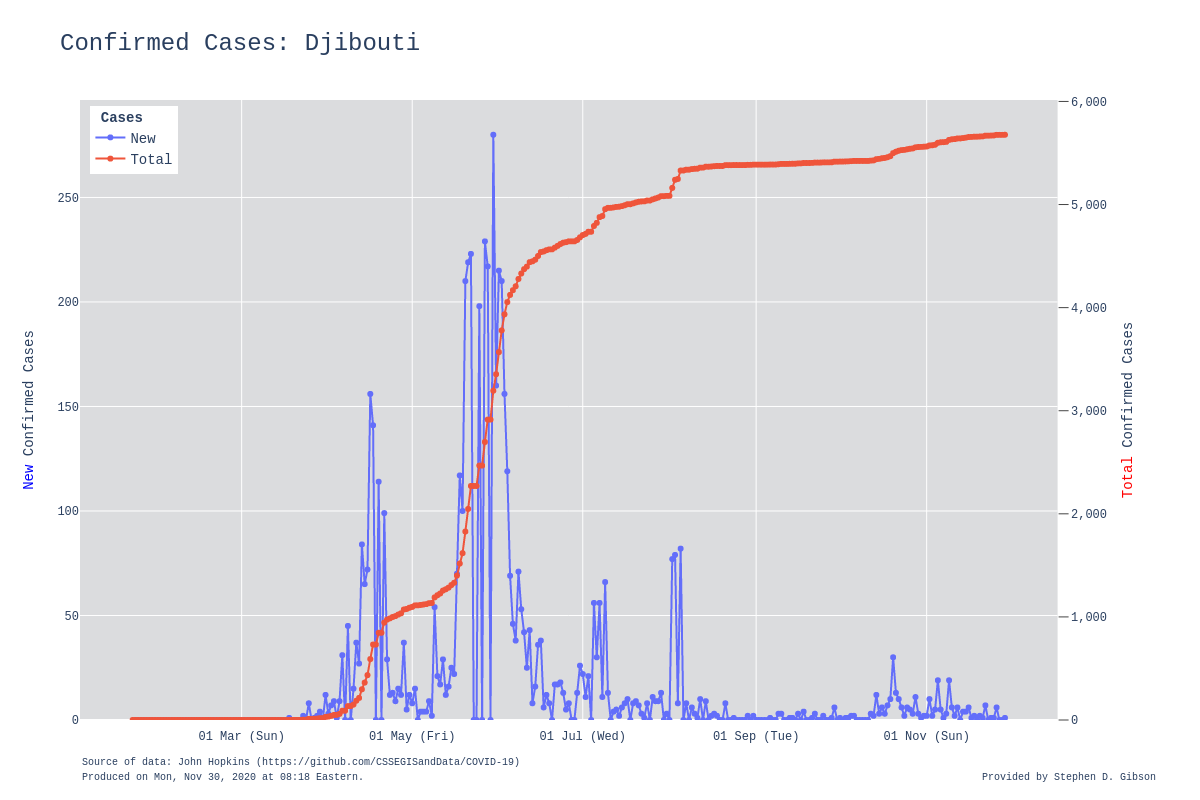 Confirmed Cases: Djibouti
Cases
New
Total
6,000
5,000
4,000
3,000
2,000
1,000
0
250
200
150
100
50
0
New Confirmed Cases
Total Confirmed Cases
01 Mar (Sun)
01 May (Fri)
01 Jul (Wed)
01 Sep (Tue)
01 Nov (Sun)
Source of data: John Hopkins (https://github.com/CSSEGISandData/COVID-19)
Produced on Mon, Nov 30, 2020 at 08:18 Eastern.
Provided by Stephen D. Gibson